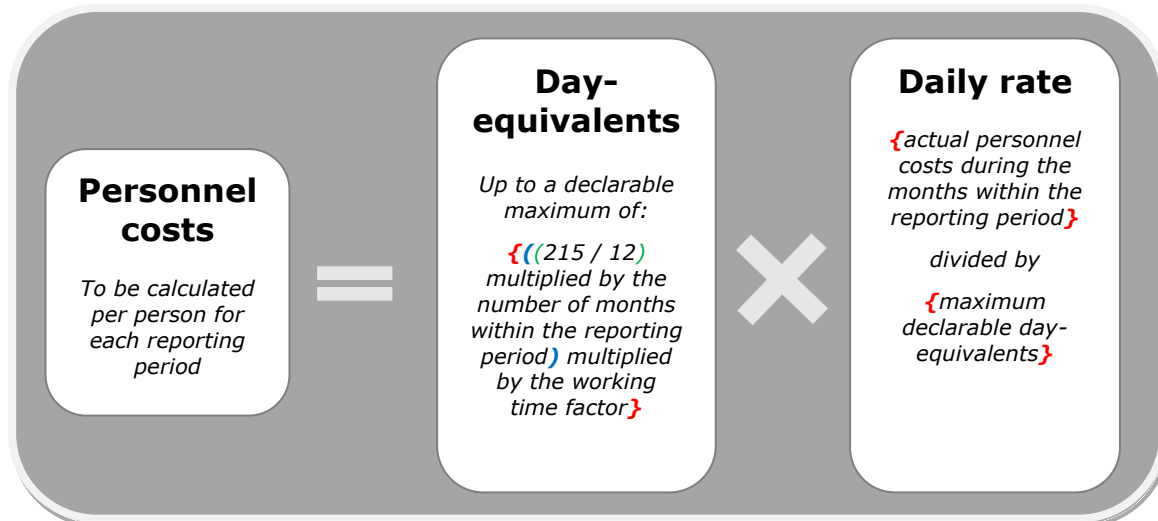 Personnel
costs
To be calculated
per person for
each reporting
period
=
Day-
equivalents
Up to a declarable
maximum of:
{((215 / 12)
multiplied by the
number of months
within the reporting
period) multiplied
by the working
time factor}
×
Daily rate
{actual personnel
costs during the
months within the
reporting period}
divided by
{maximum
declarable day-
equivalents}